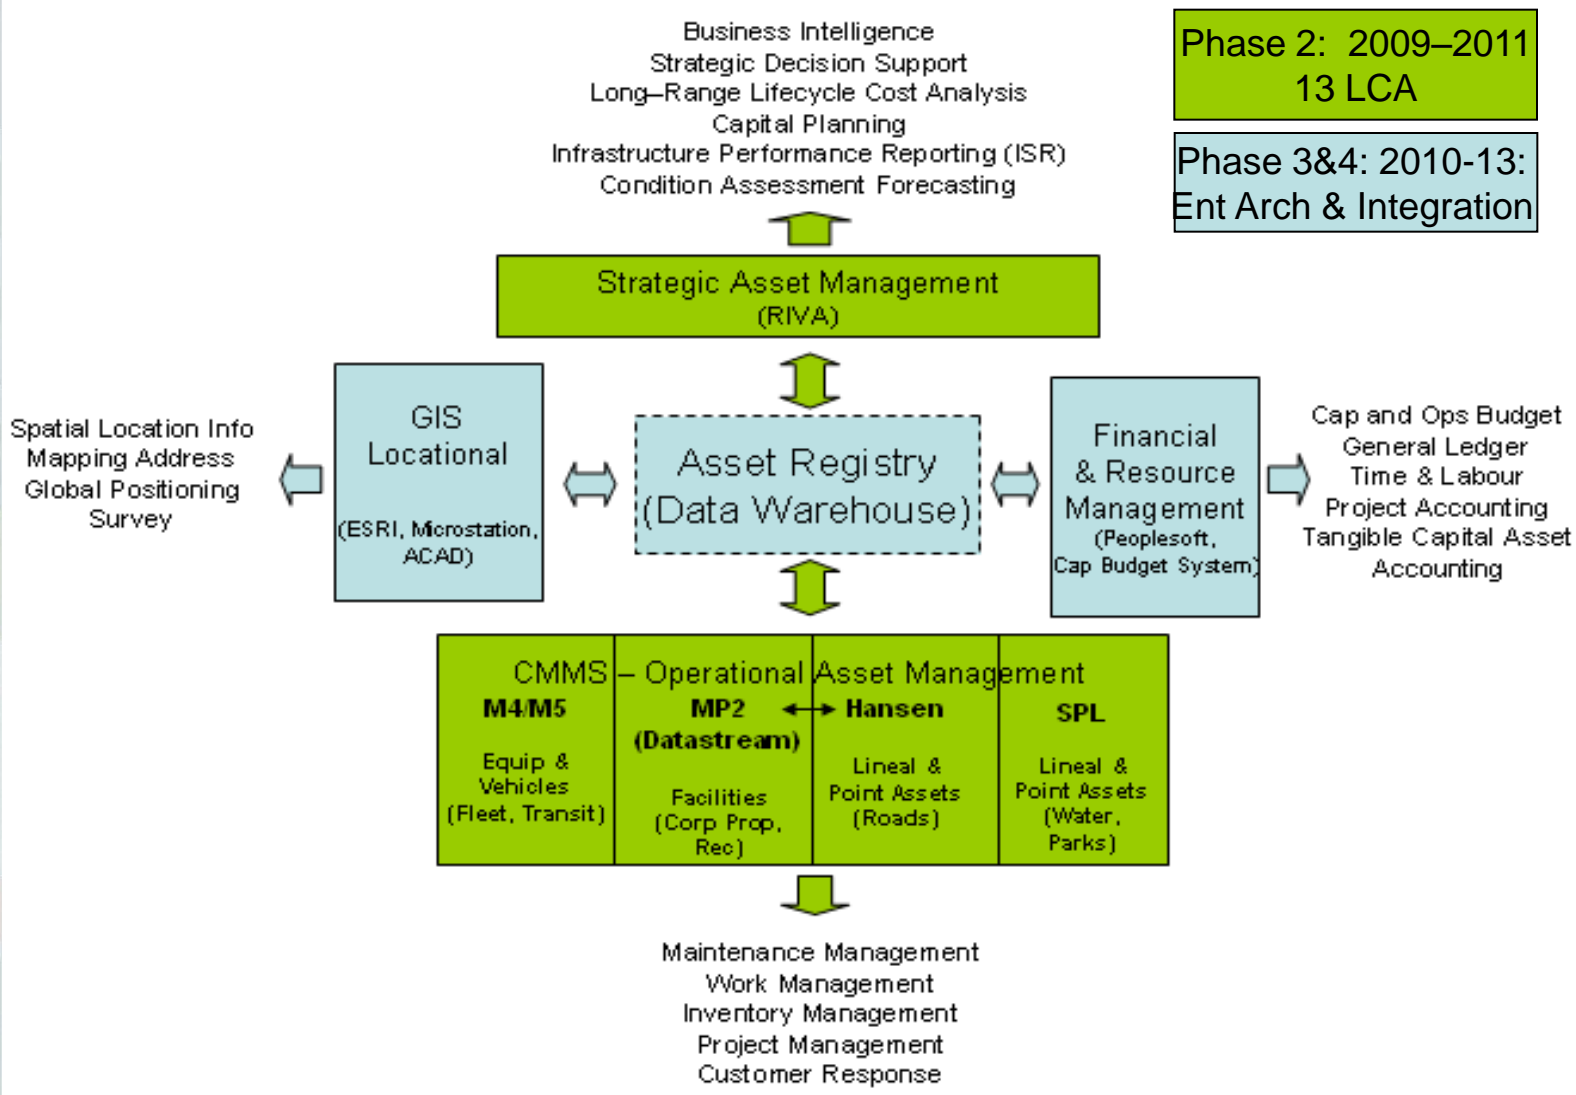 Business Intelligence
Strategic Decision Support
Long–Range Lifecycle Cost Analysis
Capital Planning
Infrastructure Performance Reporting (ISR)
Condition Assessment Forecasting
Phase 2:  2009–2011
13 LCA
Phase 3&4: 2010-13:
Ent Arch & Integration
Strategic Asset Management
(RIVA)
Spatial Location Info
Mapping Address
Global Positioning
Survey
GIS
Locational
(ESRI, Microstation,
ACAD)
Asset Registry
(Data Warehouse)
Financial
& Resource
Management
(Peoplesoft,
Cap Budget System)
Cap and Ops Budget
General Ledger
Time & Labour
Project Accounting
Tangible Capital Asset
Accounting
CMMS – Operational Asset Management
M4/M5
Equip &
Vehicles
(Fleet, Transit)
MP2
(Datastream)
Facilities
(Corp Prop,
Rec)
Hansen
Lineal &
Point Assets
(Roads)
SPL
Lineal &
Point Assets
(Water,
Parks)
Maintenance Management
Work Management
Inventory Management
Project Management
Customer Response